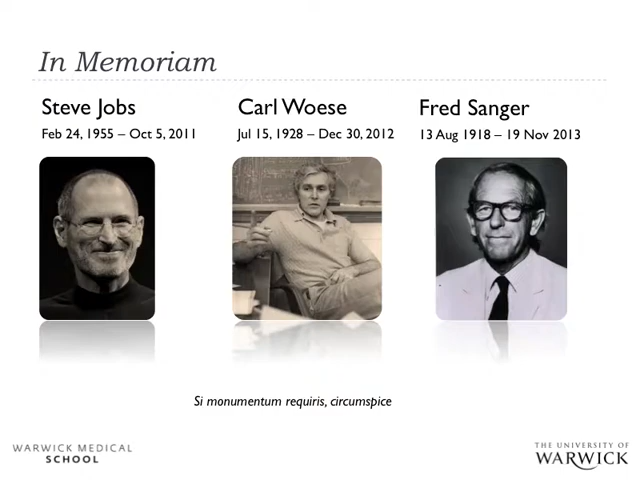 In Memoriam
Steve Jobs
Feb 24, 1955 – Oct 5, 2011
Carl Woese
Jul 15, 1928 – Dec 30, 2012
Fred Sanger
13 Aug 1918 – 19 Nov 2013
Si monumentum requiris, circumspice
WARWICK MEDICAL
SCHOOL
THE UNIVERSITY OF
WARWICK